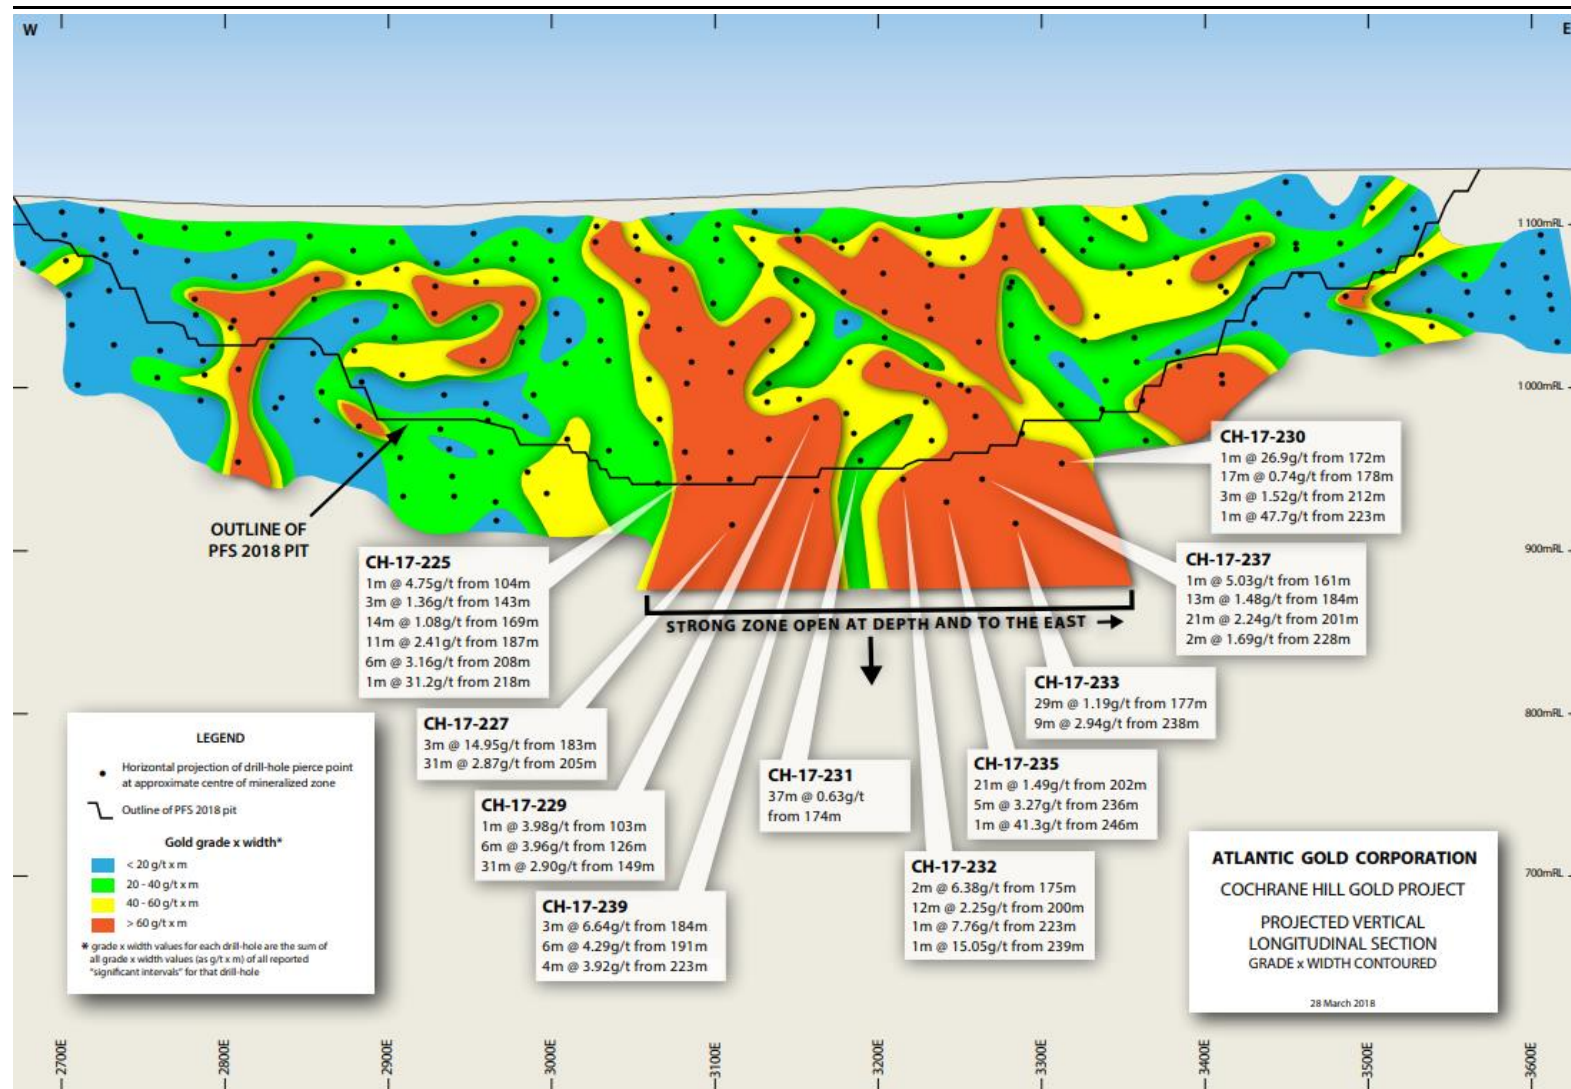 W
E
1 100mRL
1 000mRL
900mRL
800mRL
700mRL
OUTLINE OF
PFS 2018 PIT
CH-17-230
1m @ 26.9g/t from 172m
17m @ 0.74g/t from 178m
3m @ 1.52g/t from 212m
1m @ 47.7g/t from 223m
CH-17-225
1m @ 4.75g/t from 104m
3m @ 1.36g/t from 143m
14m @ 1.08g/t from 169m
11m @ 2.41g/t from 187m
6m @ 3.16g/t from 208m
1m @ 31.2g/t from 218m
CH-17-237
1m @ 5.03g/t from 161m
13m @ 1.48g/t from 184m
21m @ 2.24g/t from 201m
2m @ 1.69g/t from 228m
STRONG ZONE OPEN AT DEPTH AND TO THE EAST
CH-17-233
29m @ 1.19g/t from 177m
9m @ 2.94g/t from 238m
CH-17-227
3m @ 14.95g/t from 183m
31m @ 2.87g/t from 205m
CH-17-235
21m @ 1.49g/t from 202m
5m @ 3.27g/t from 236m
1m @ 41.3g/t from 246m
CH-17-231
37m @ 0.63g/t
from 174m
CH-17-229
1m @ 3.98g/t from 103m
6m @ 3.96g/t from 126m
31m @ 2.90g/t from 149m
CH-17-232
2m @ 6.38g/t from 175m
12m @ 2.25g/t from 200m
1m @ 7.76g/t from 223m
1m @ 15.05g/t from 239m
CH-17-239
3m @ 6.64g/t from 184m
6m @ 4.29g/t from 191m
4m @ 3.92g/t from 223m
LEGEND
Horizontal projection of drill-hole pierce point
at approximate centre of mineralized zone
Outline of PFS 2018 pit
Gold grade x width*
< 20 g/t x m
20 - 40 g/t x m
40 - 60 g/t x m
> 60 g/t x m
* grade x width values for each drill-hole are the sum of
all grade x width values (as g/t x m) of all reported
"significant intervals" for that drill-hole
ATLANTIC GOLD CORPORATION
COCHRANE HILL GOLD PROJECT
PROJECTED VERTICAL
LONGITUDINAL SECTION
GRADE x WIDTH CONTOURED
28 March 2018
2700E
2800E
2900E
3000E
3100E
3200E
3300E
3400E
3500E
3600E